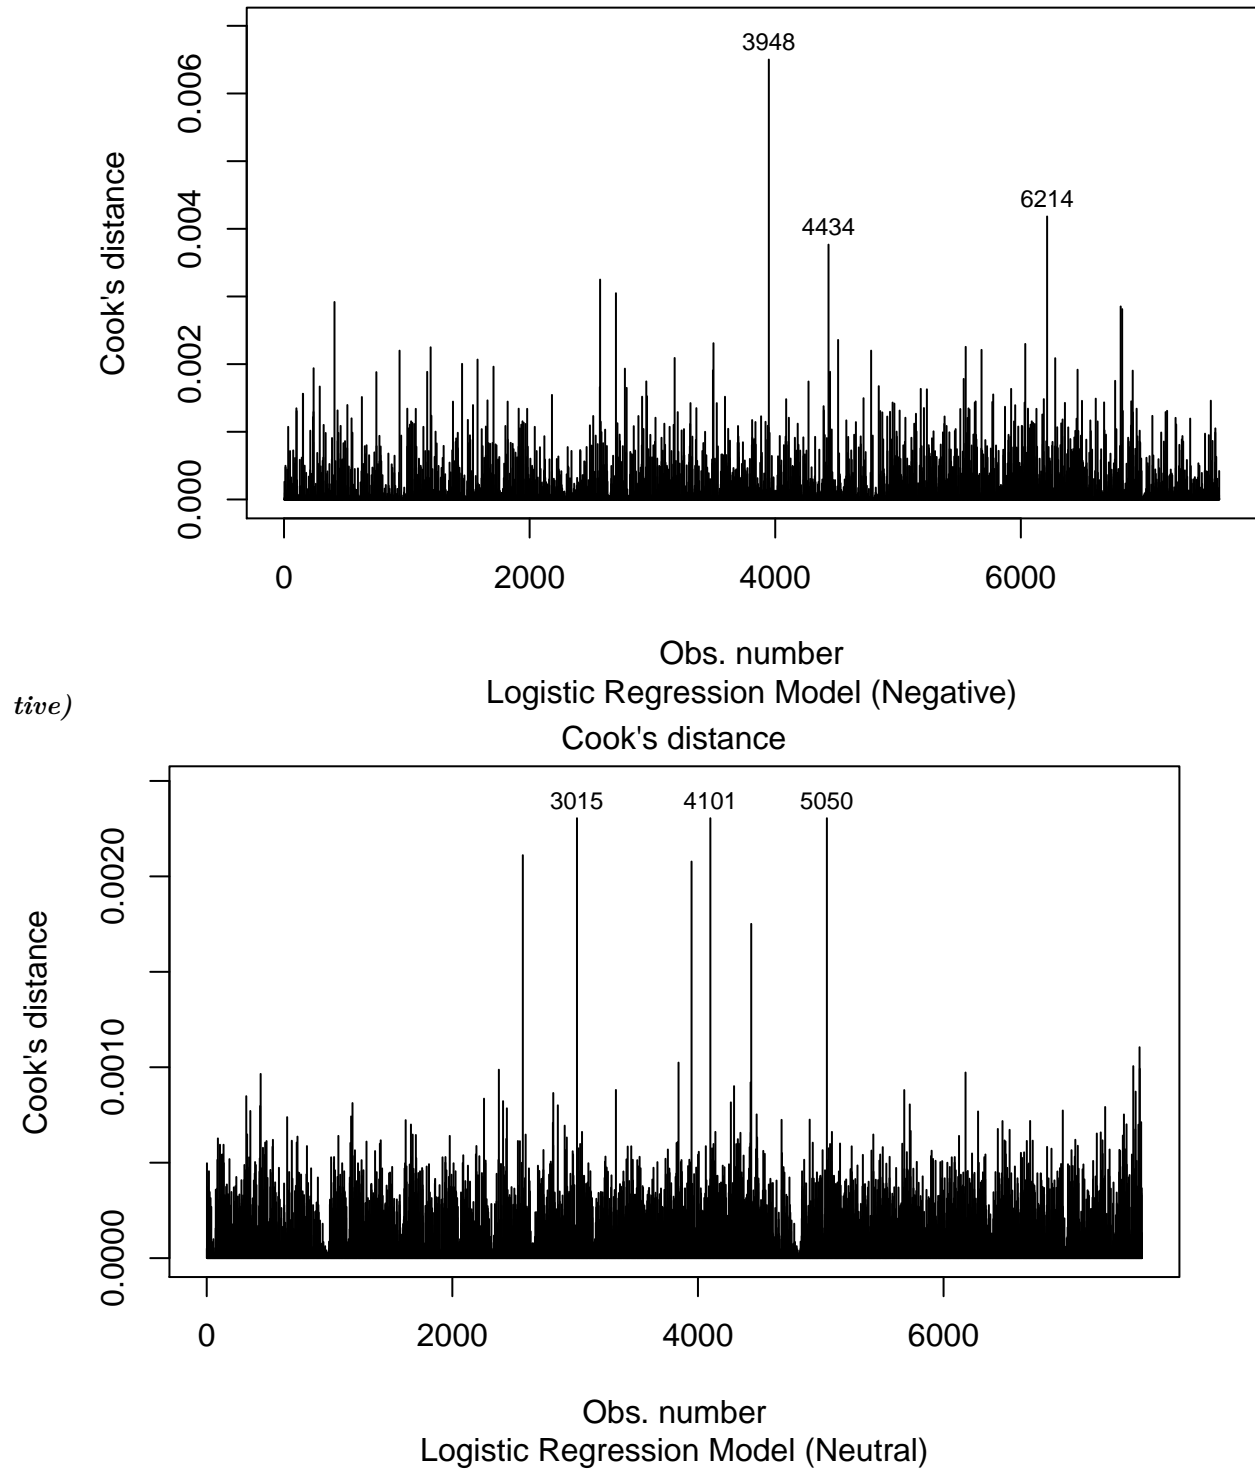 3948
6214
4434
0.006
0.004
0.002
0.000
Cook's distance
0 2000 4000 6000
Obs. number
Logistic Regression Model (Negative)
tive)
Cook's distance
3015 4101 5050
0.0020
0.0010
0.0000
Cook's distance
0 2000 4000 6000
Obs. number
Logistic Regression Model (Neutral)